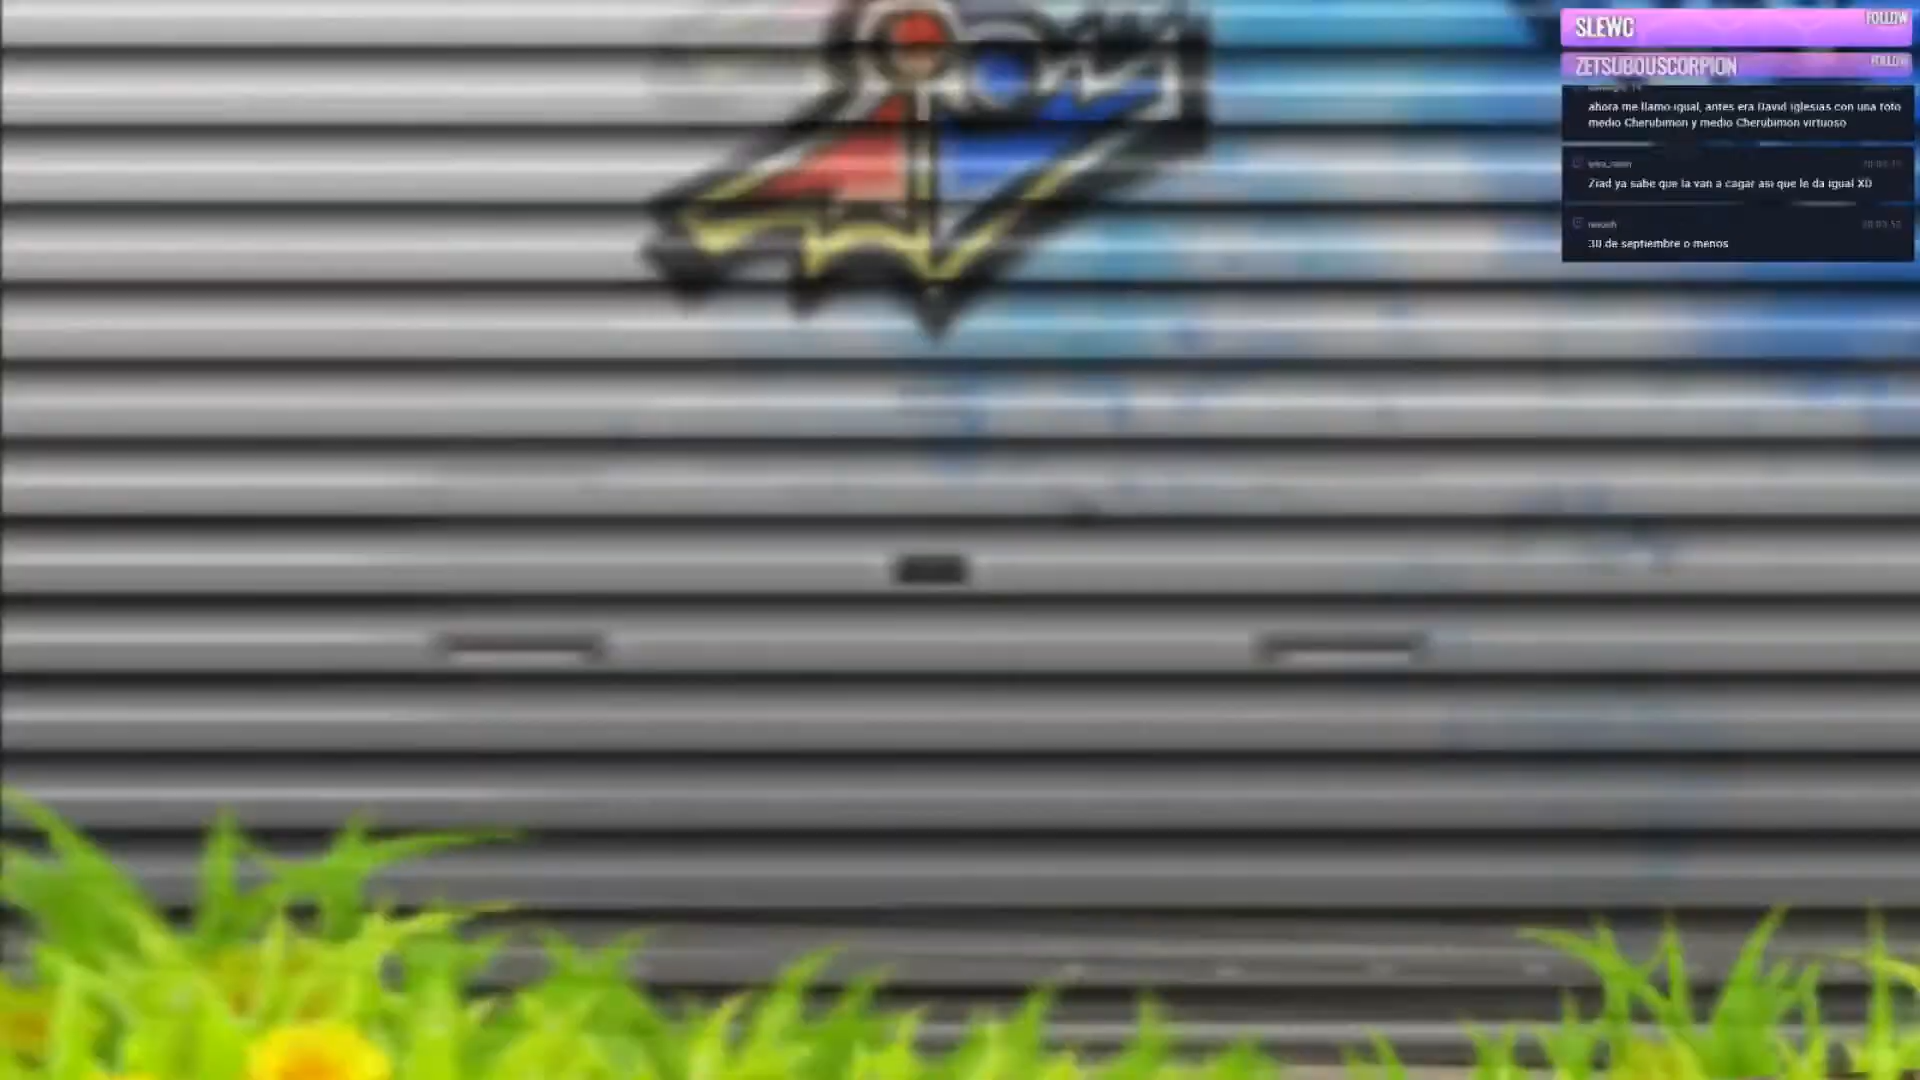 SLEWC
FOLLOW
ZETSUBOUSCORPION
FOLLOW
ahora me llamo igual, antes era David Iglesias con una foto
medio Cherubimon y medio Cherubimon virtuoso
Ziad ya sabe que la van a cagar asi que le da igual XD
30 de septiembre o menos